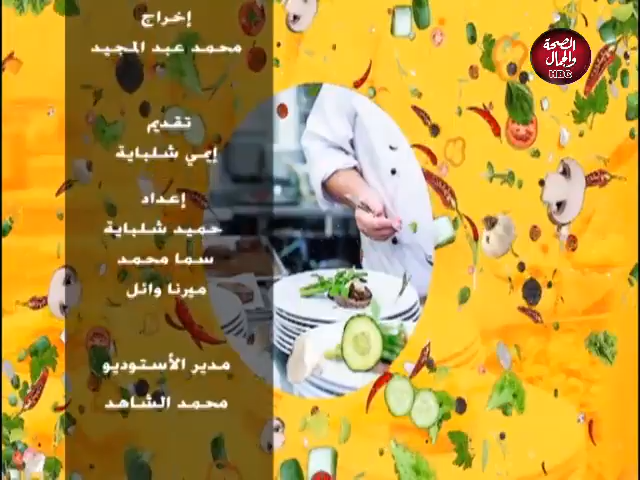 إخراج
محمد عبد المجيد
تقديم
إيمي شلباية
إعداد
حميد شلباية
سما محمد
ميرنا وائل
مدير الأستوديو
محمد الشاهد
الصحة
والجمال
HBC